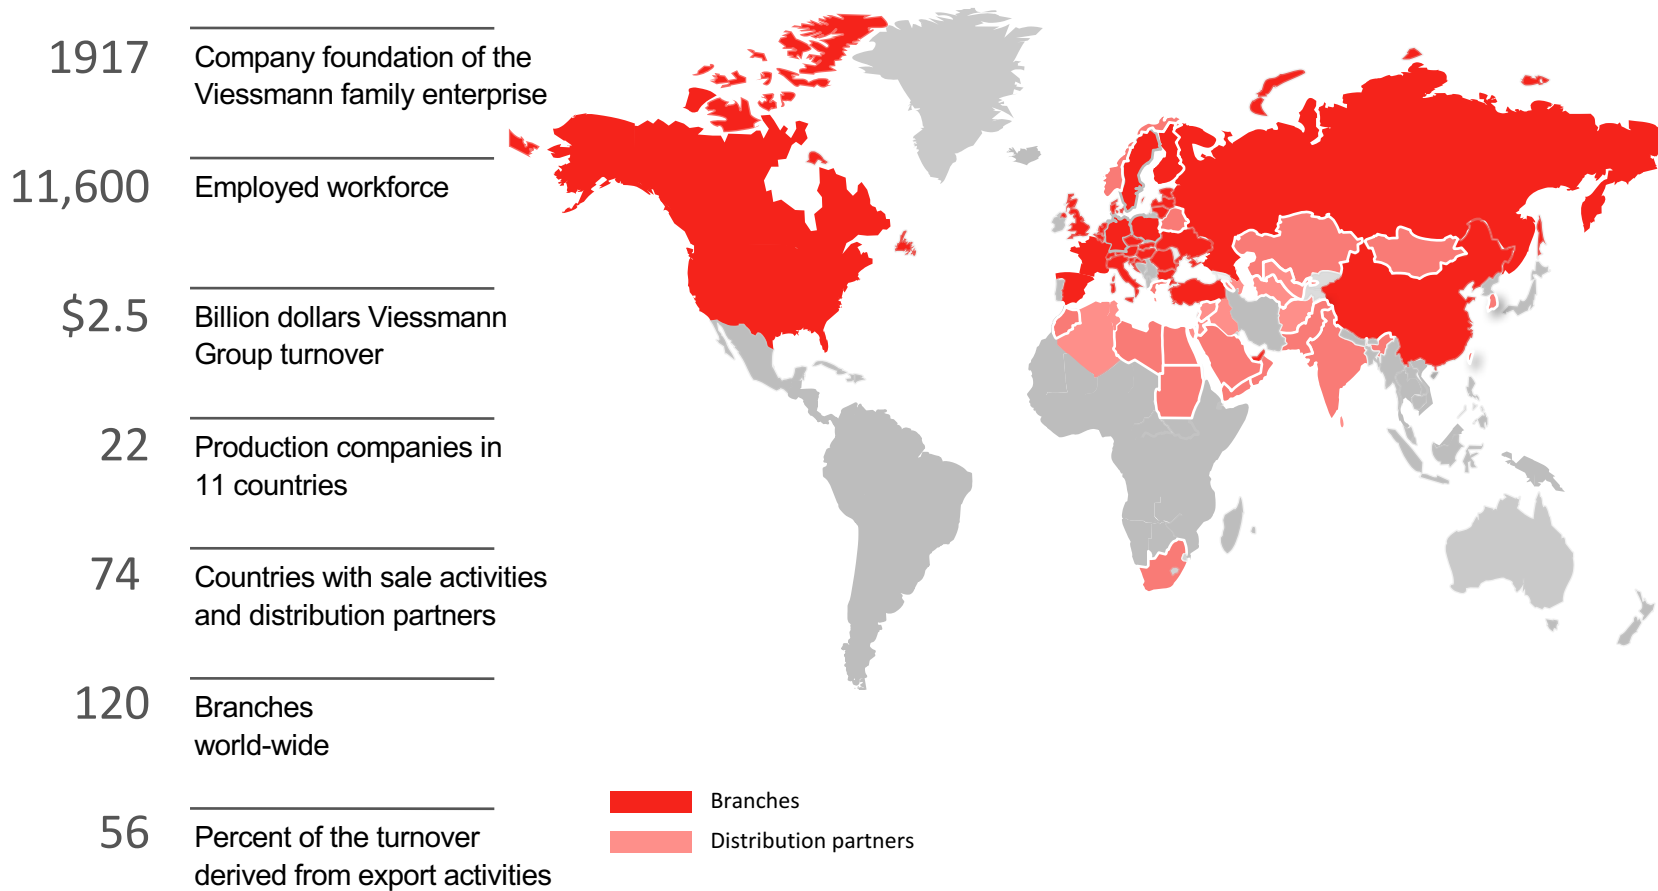 1917
Company foundation of the
Viessmann family enterprise
11,600
Employed workforce
$2.5
Billion dollars Viessmann
Group turnover
22
Production companies in
11 countries
74
Countries with sale activities
and distribution partners
120
Branches
world-wide
56
Percent of the turnover
derived from export activities
Branches
Distribution partners